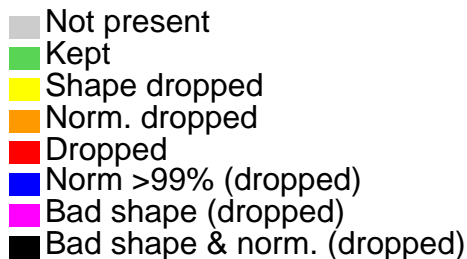 Not present
Kept
Shape dropped
Norm. dropped
Dropped
Norm >99% (dropped)
Bad shape (dropped)
Bad shape & norm. (dropped)